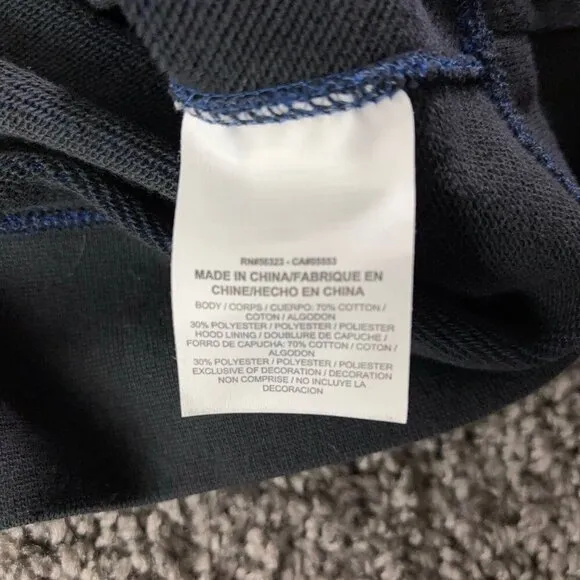 RN#56323 - CA#05553
MADE IN CHINA/FABRIQUE EN
CHINE/HECHO EN CHINA
BODY / CORPS / CUERPO: 70% COTTON /
COTON / ALGODON
30% POLYESTER / POLYESTER / POLIESTER
HOOD LINING / DOUBLURE DE CAPUCHE /
FORRO DE CAPUCHA: 70% COTTON / COTON /
ALGODON
30% POLYESTER / POLYESTER / POLIESTER
EXCLUSIVE OF DECORATION / DECORATION
NON COMPRISE / NO INCLUYE LA
DECORACION